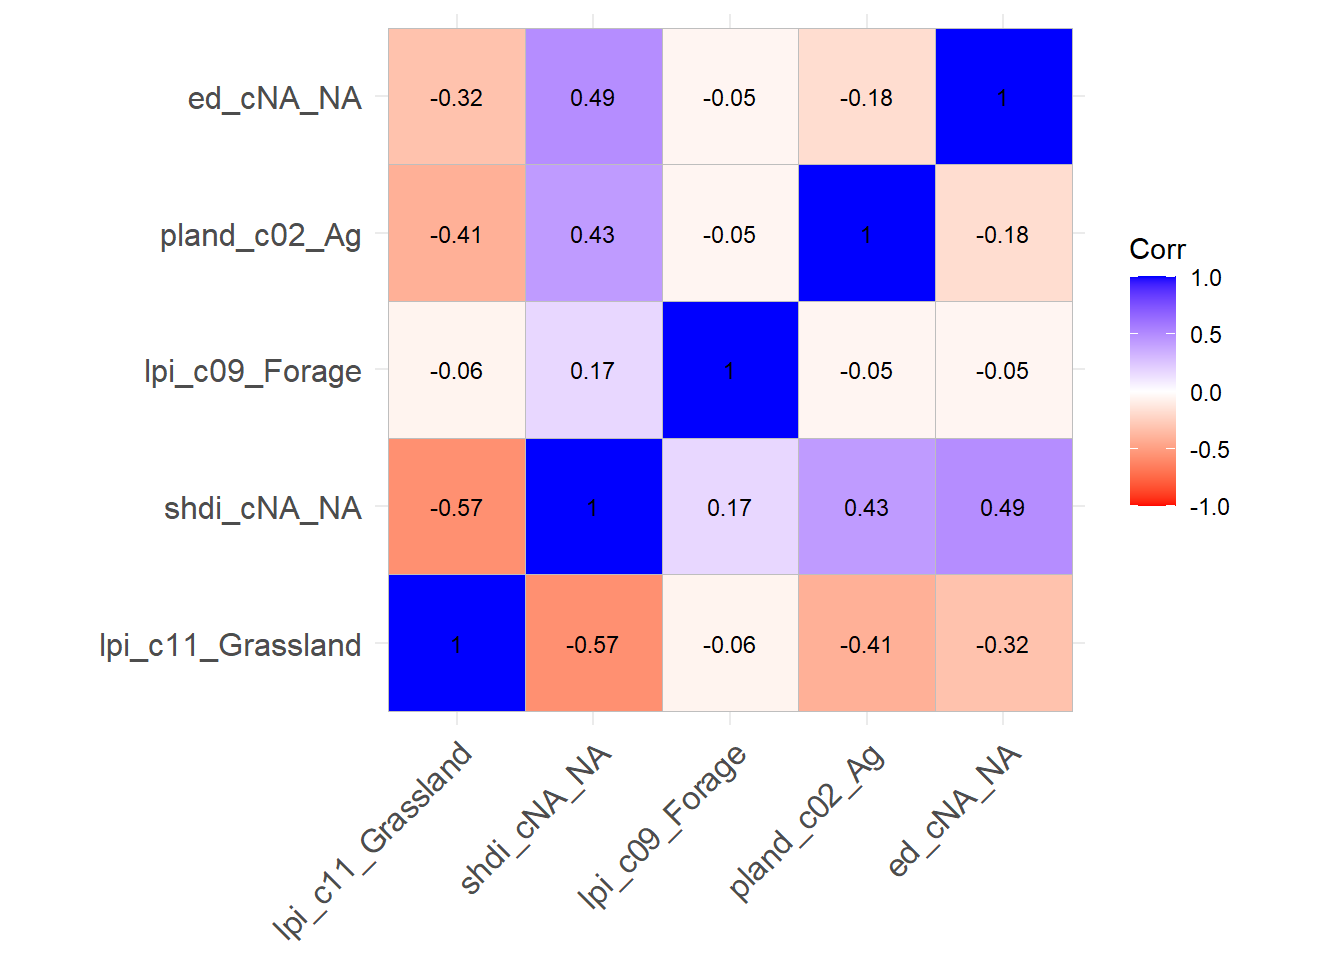 ed_cNA_NA -0.32 0.49 -0.05 -0.18 1
pland_c02_Ag -0.41 0.43 -0.05 1 -0.18
lpi_c09_Forage -0.06 0.17 1 -0.05 -0.05
shdi_cNA_NA -0.57 1 0.17 0.43 0.49
lpi_c11_Grassland 1 -0.57 -0.06 -0.41 -0.32
lpi_c11_Grassland
shdi_cNA_NA
lpi_c09_Forage
pland_c02_Ag
ed_cNA_NA
Corr
1.0
0.5
0.0
-0.5
-1.0